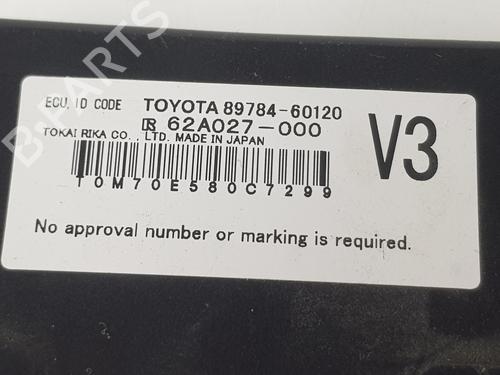 B-PARTS
ECU, ID CODE TOYOTA 89784-60120
62A027-000
TOKAI RIKA CO., LTD. MADE IN JAPAN
V3
T0M70E580C7299
No approval number or marking is required.